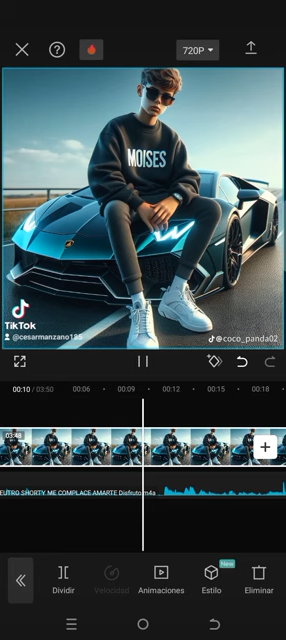 720P
MOISES
TikTok
@cesarmanzano185
@coco_panda02
00:10 / 03:50
00:06
00:09
00:12
00:15
00:18
03:48
EUTRO SHORTY ME COMPLACE AMARTE Disfruto m4a
Dividir
Velocidad
Animaciones
Estilo
New
Eliminar